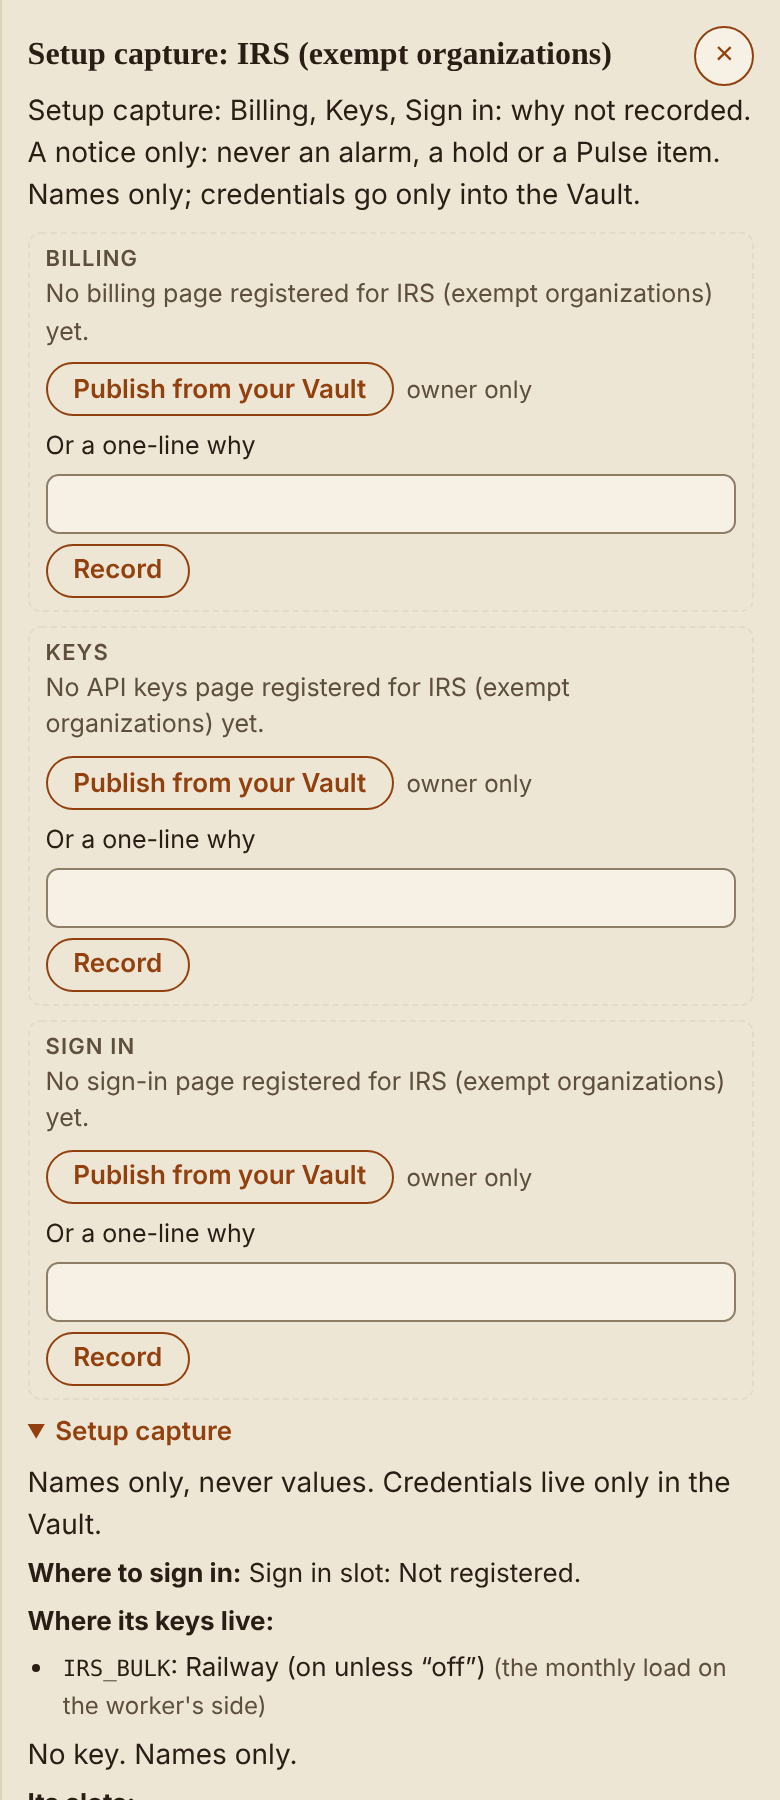 Setup capture: IRS (exempt organizations)
×
Setup capture: Billing, Keys, Sign in: why not recorded.
A notice only: never an alarm, a hold or a Pulse item.
Names only; credentials go only into the Vault.
BILLING
No billing page registered for IRS (exempt organizations)
yet.
Publish from your Vault owner only
Or a one-line why
Record
KEYS
No API keys page registered for IRS (exempt
organizations) yet.
Publish from your Vault owner only
Or a one-line why
Record
SIGN IN
No sign-in page registered for IRS (exempt organizations)
yet.
Publish from your Vault owner only
Or a one-line why
Record
▼ Setup capture
Names only, never values. Credentials live only in the
Vault.
Where to sign in: Sign in slot: Not registered.
Where its keys live:
• IRS_BULK: Railway (on unless “off”) (the monthly load on
the worker's side)
No key. Names only.
Its slots: